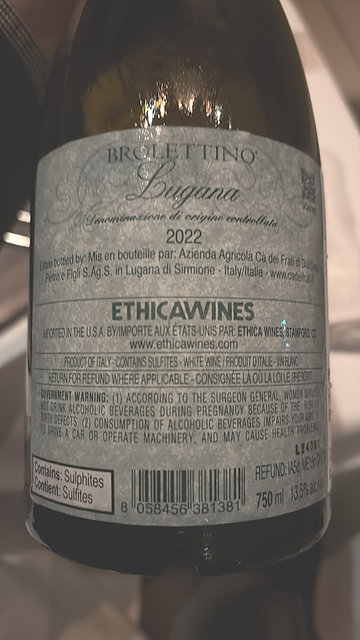 BROLETTINO
Lugana
Denominazione di origine controllata
2022
Estate bottled by: Mis en bouteille par: Azienda Agricola Cà dei Frati di Dal
Pietro e Figli S.Ag.S. in Lugana di Sirmione - Italy/Italie - www.cadefrati.it
ETHICAWINES
IMPORTED IN THE U.S.A. BY/IMPORTÉ AUX ÉTATS-UNIS PAR: ETHICA WINES, STAMFORD, CT.
www.ethicawines.com
PRODUCT OF ITALY - CONTAINS SULFITES - WHITE WINE / PRODUIT D'ITALIE - VIN BLANC
RETURN FOR REFUND WHERE APPLICABLE - CONSIGNÉE LÀ OÙ LA LOI LE PRESCRIT
GOVERNMENT WARNING: (1) ACCORDING TO THE SURGEON GENERAL, WOMEN SHOULD
NOT DRINK ALCOHOLIC BEVERAGES DURING PREGNANCY BECAUSE OF THE RISK OF
BIRTH DEFECTS. (2) CONSUMPTION OF ALCOHOLIC BEVERAGES IMPAIRS YOUR ABILITY
TO DRIVE A CAR OR OPERATE MACHINERY, AND MAY CAUSE HEALTH PROBLEMS.
Contains: Sulphites
Contient: Sulfites
8 058456 381381
REFUND:
750 ml 13,5%